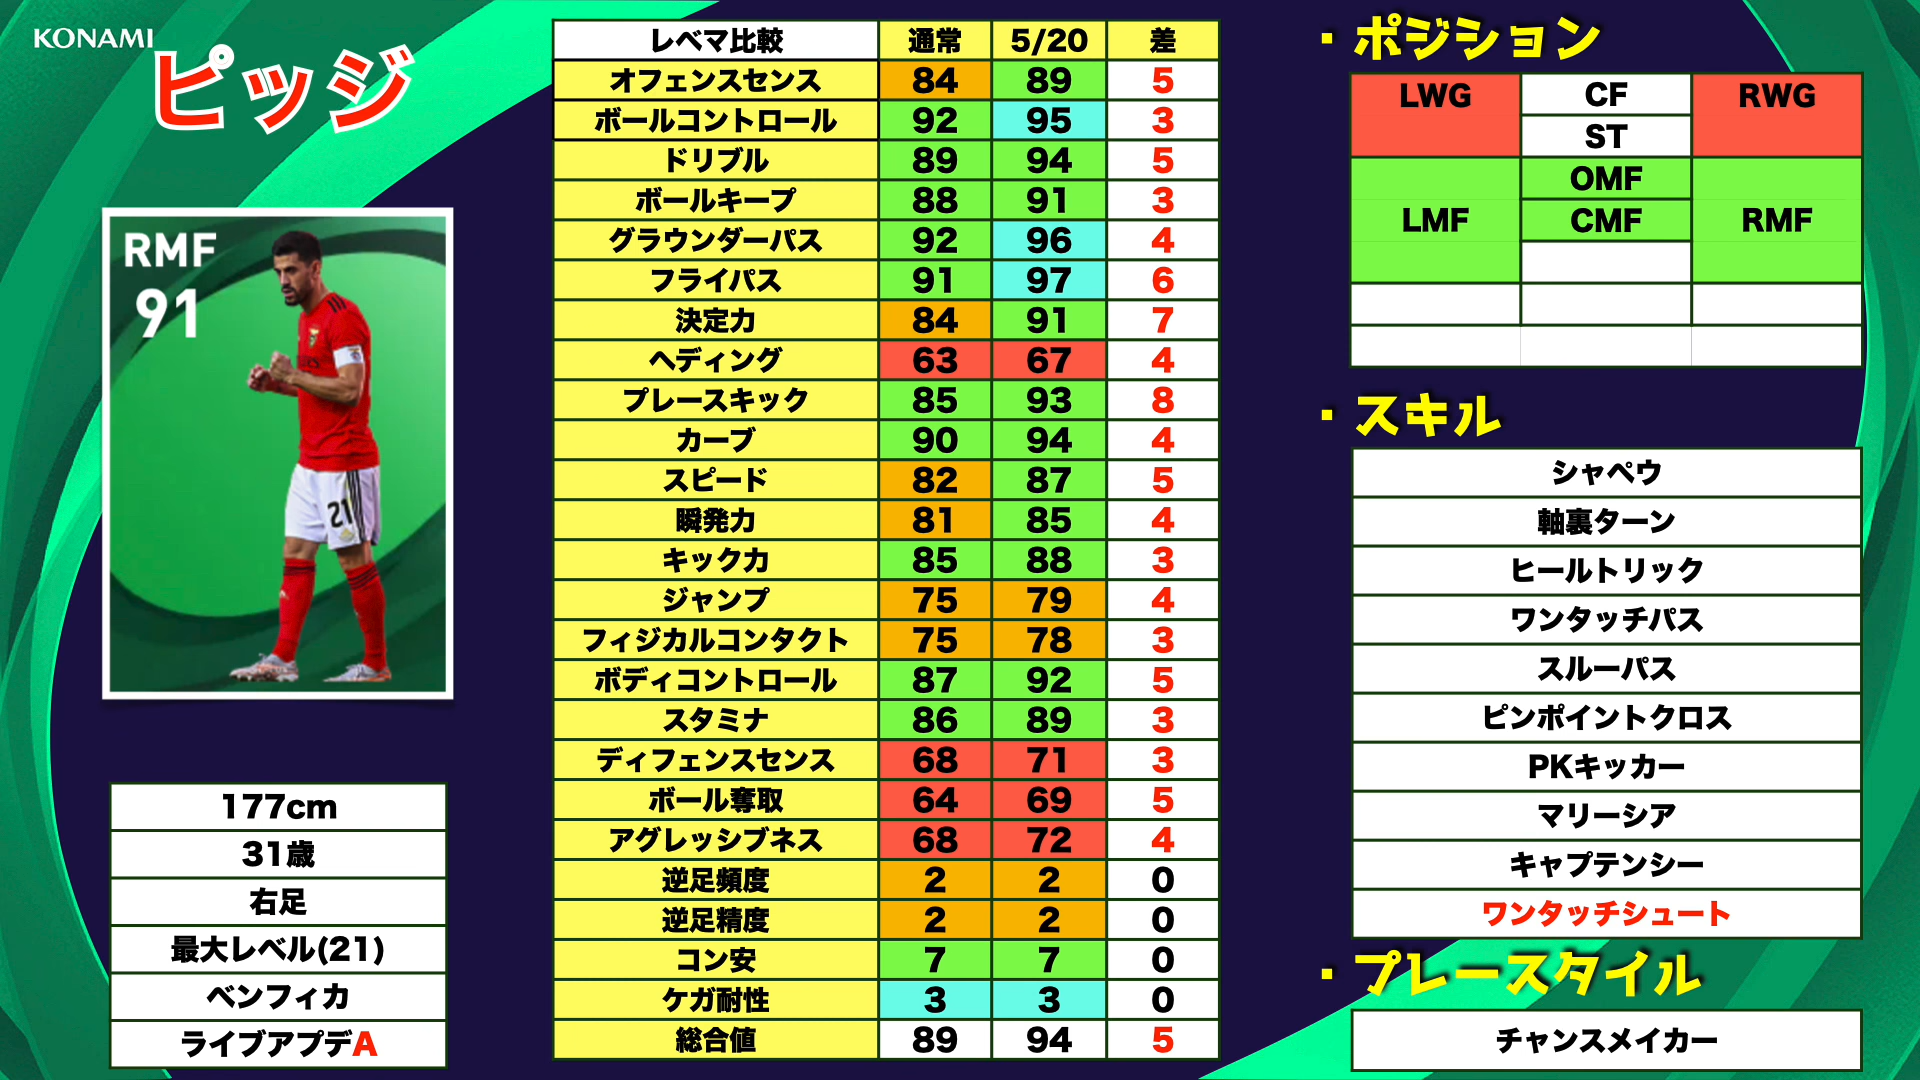 KONAMI
ピッジ
RMF
91
21
177cm
31歳
右足
最大レベル(21)
ベンフィカ
ライブアプデA
レベマ比較 通常 5/20 差
オフェンスセンス 84 89 5
ボールコントロール 92 95 3
ドリブル 89 94 5
ボールキープ 88 91 3
グラウンダーパス 92 96 4
フライパス 91 97 6
決定力 84 91 7
ヘディング 63 67 4
プレースキック 85 93 8
カーブ 90 94 4
スピード 82 87 5
瞬発力 81 85 4
キック力 85 88 3
ジャンプ 75 79 4
フィジカルコンタクト 75 78 3
ボディコントロール 87 92 5
スタミナ 86 89 3
ディフェンスセンス 68 71 3
ボール奪取 64 69 5
アグレッシブネス 68 72 4
逆足頻度 2 2 0
逆足精度 2 2 0
コン安 7 7 0
ケガ耐性 3 3 0
総合値 89 94 5
・ポジション
LWG CF RWG
ST
OMF
LMF CMF RMF
・スキル
シャペウ
軸裏ターン
ヒールトリック
ワンタッチパス
スルーパス
ピンポイントクロス
PKキッカー
マリーシア
キャプテンシー
ワンタッチシュート
・プレースタイル
チャンスメイカー